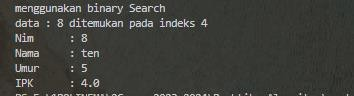 menggunakan binary Search
data : 8 ditemukan pada indeks 4
Nim : 8
Nama : ten
Umur : 5
IPK : 4.0